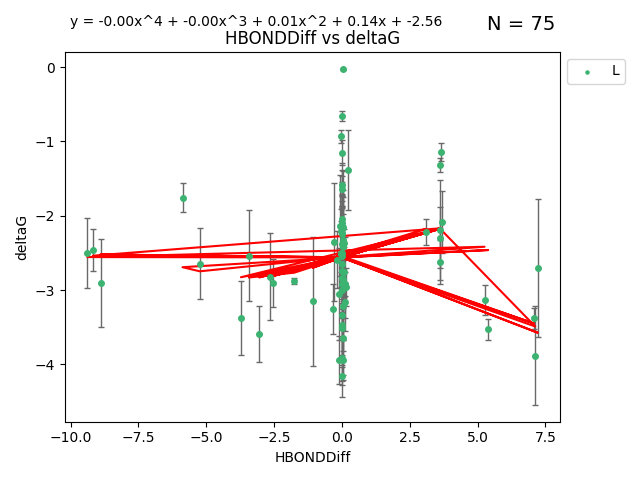 y = -0.00x^4 + -0.00x^3 + 0.01x^2 + 0.14x + -2.56
N = 75
HBONDDiff vs deltaG
L
deltaG
0
−1
−2
−3
−4
−10.0 −7.5 −5.0 −2.5 0.0 2.5 5.0 7.5
HBONDDiff